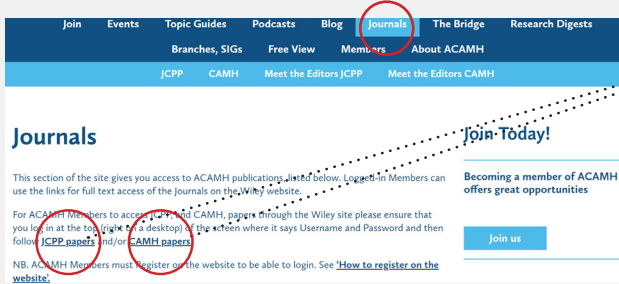 Join Events Topic Guides Podcasts Blog Journals The Bridge Research Digests
Branches, SIGs Free View Members About ACAMH
JCPP CAMH Meet the Editors JCPP Meet the Editors CAMH
Journals
This section of the site gives you access to ACAMH publications, listed below. Logged-in Members can
use the links for full text access of the Journals on the Wiley website.
For ACAMH Members to access JCPP, and CAMH, papers through the Wiley site please ensure that
you log in at the top (right on a desktop) of the screen where it says Username and Password and then
follow JCPP papers and/or CAMH papers
NB. ACAMH Members must Register on the website to be able to login. See 'How to register on the
website'.
Join Today!
Becoming a member of ACAMH
offers great opportunities
Join us